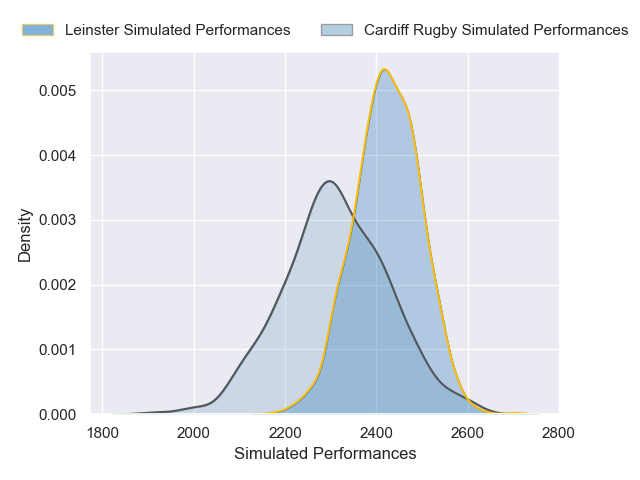 Leinster Simulated Performances
Cardiff Rugby Simulated Performances
0.005
0.004
0.003
0.002
0.001
0.000
Density
1800 2000 2200 2400 2600 2800
Simulated Performances